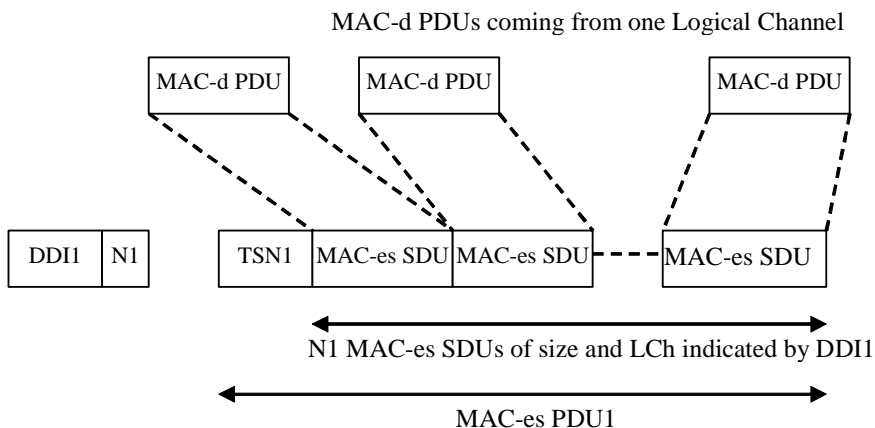 MAC-d PDUs coming from one Logical Channel
MAC-d PDU MAC-d PDU MAC-d PDU
DDI1 N1 TSN1 MAC-es SDU MAC-es SDU MAC-es SDU
N1 MAC-es SDUs of size and LCh indicated by DDI1
MAC-es PDU1